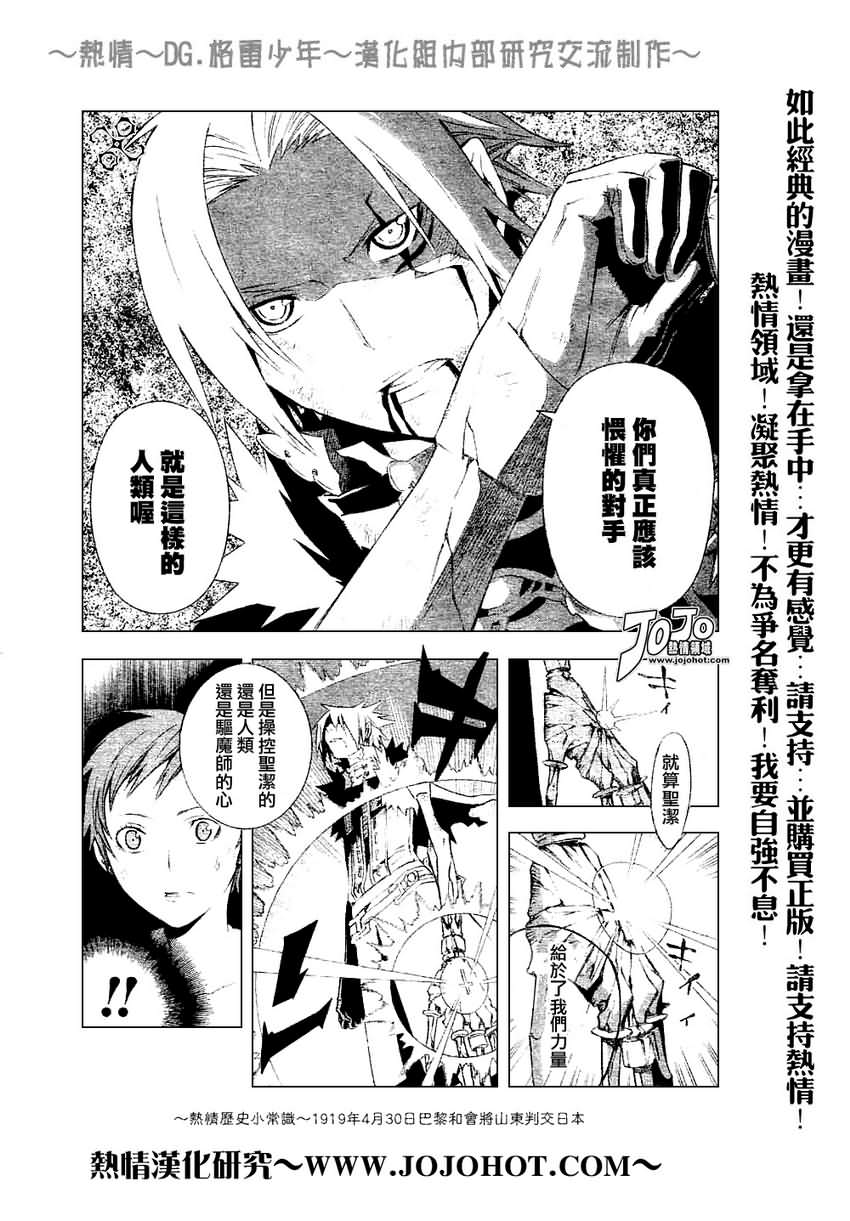 ～熱情～DG.格雷少年～漢化組内部研究交流制作～
如此經典的漫畫！還是拿在手中…才更有感覺…請支持…並購買正版！請支持熱情！
熱情領域！凝聚熱情！不為爭名奪利！我要自強不息！
你們真正應該
懼怕的對手
就是這樣的
人類喔
JOJO
熱情領域
www.jojohot.com
キィ
就算聖潔
給於了我們力量
但是操控聖潔的
還是人類
還是驅魔師的心
!!
～熱情歷史小常識～1919年4月30日巴黎和會將山東判交日本
熱情漢化研究～WWW.JOJOHOT.COM～